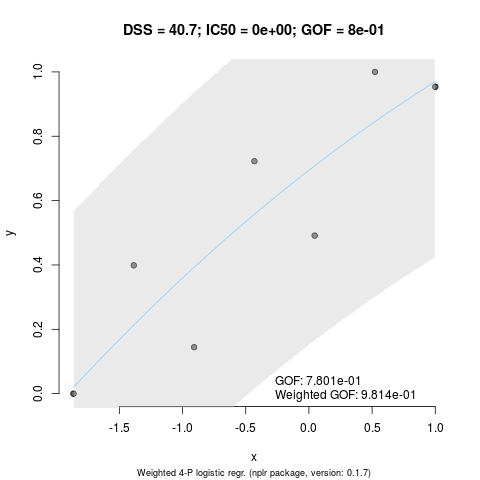 DSS = 40.7; IC50 = 0e+00; GOF = 8e-01
1.0
0.8
0.6
0.4
0.2
0.0
y
GOF: 7.801e-01
Weighted GOF: 9.814e-01
-1.5 -1.0 -0.5 0.0 0.5 1.0
x
Weighted 4-P logistic regr. (nplr package, version: 0.1.7)